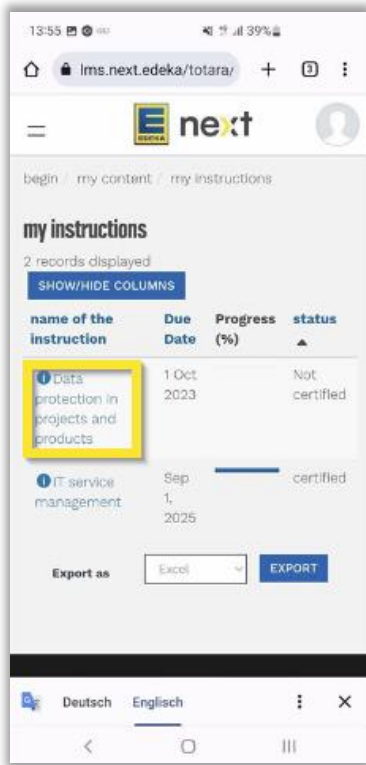 13:55
39%
lms.next.edeka/totara/ + 3
EDEKA next
begin / my content / my instructions
my instructions
2 records displayed
SHOW/HIDE COLUMNS
name of the instruction Due Date Progress (%) status
Data protection in projects and products 1 Oct 2023 Not certified
IT service management Sep 1, 2025 certified
Export as Excel EXPORT
Deutsch Englisch